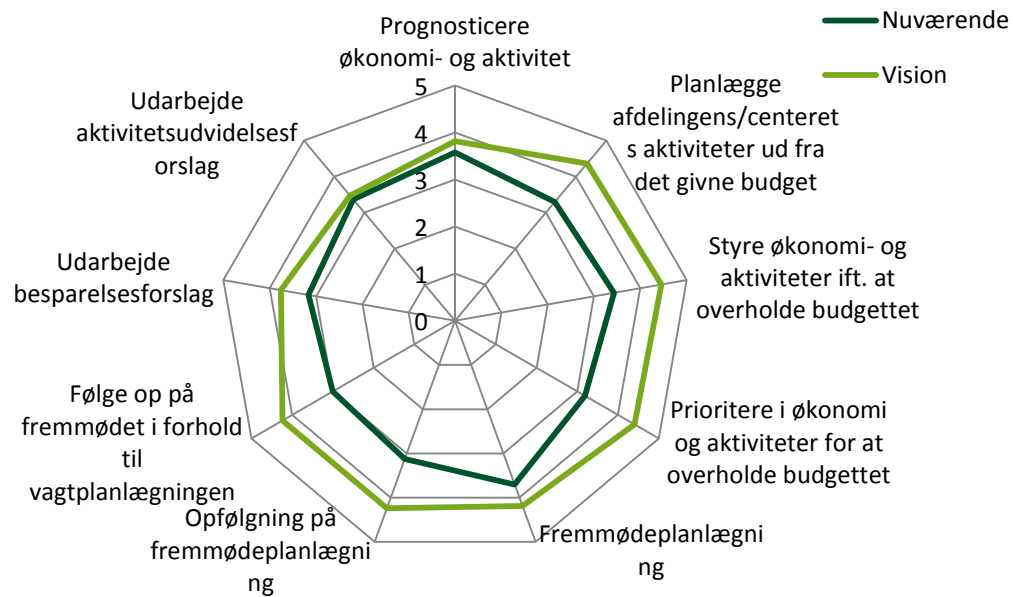 Prognosticere
økonomi- og aktivitet
Nuværende
Vision
Planlægge
afdelingens/centeret
s aktiviteter ud fra
det givne budget
Styre økonomi- og
aktiviteter ift. at
overholde budgettet
Prioritere i økonomi
og aktiviteter for at
overholde budgettet
Fremmødeplanlægni
ng
Opfølgning på
fremmødeplanlægni
ng
Følge op på
fremmødet i forhold
til
vagtplanlægningen
Udarbejde
besparelsesforslag
Udarbejde
aktivitetsudvidelsesf
orslag
5
4
3
2
1
0